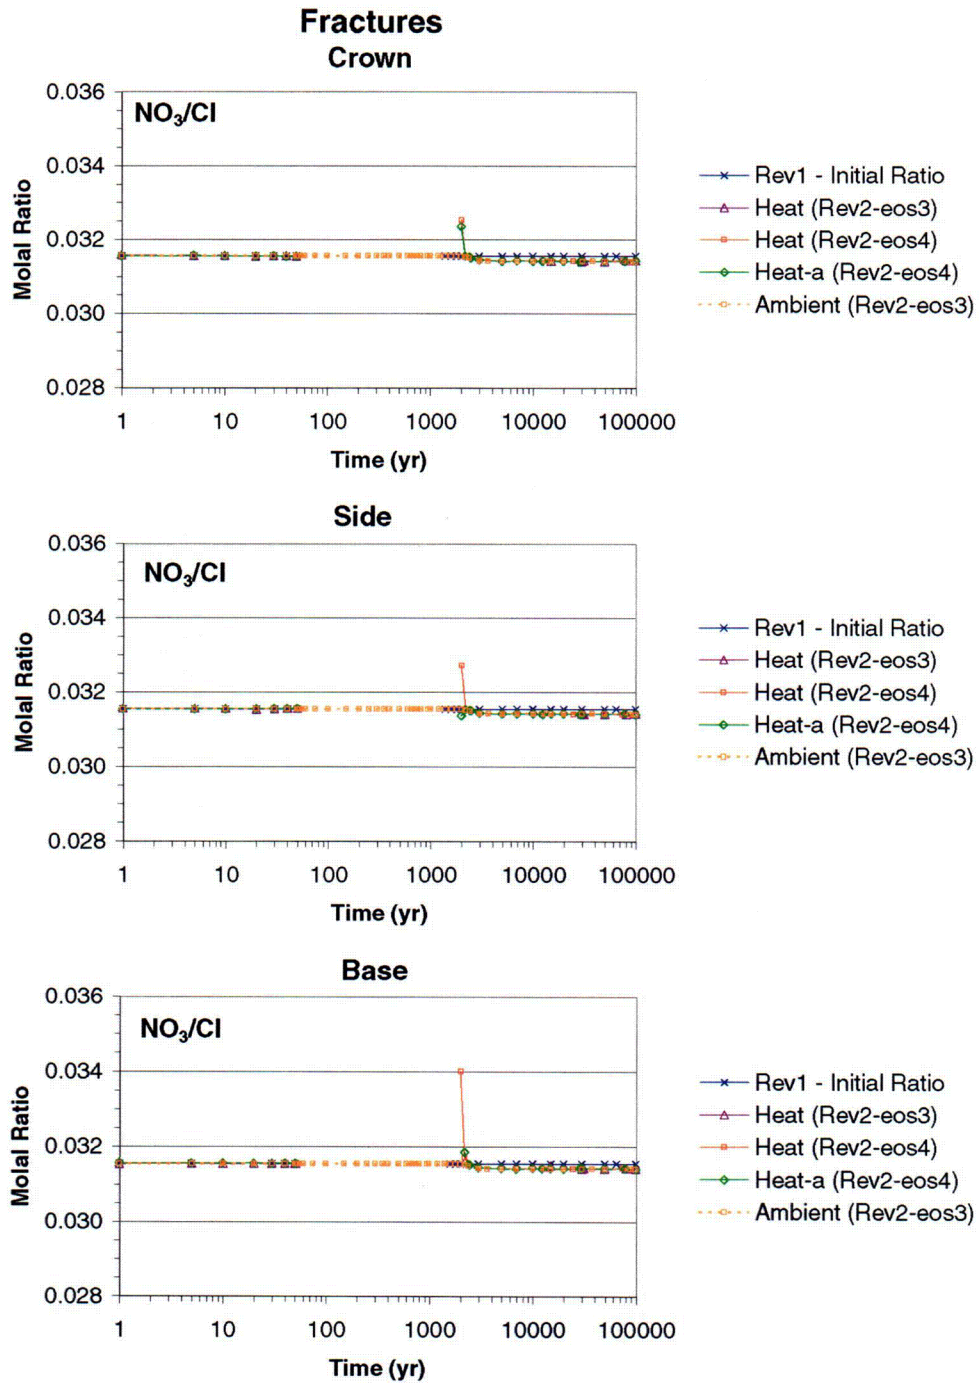 Fractures
Crown
0.036
NO3/Cl
0.034
0.032
0.030
0.028
Molal Ratio
1 10 100 1000 10000 100000
Time (yr)
Rev1 - Initial Ratio
Heat (Rev2-eos3)
Heat (Rev2-eos4)
Heat-a (Rev2-eos4)
Ambient (Rev2-eos3)
Side
0.036
NO3/Cl
0.034
0.032
0.030
0.028
Molal Ratio
1 10 100 1000 10000 100000
Time (yr)
Rev1 - Initial Ratio
Heat (Rev2-eos3)
Heat (Rev2-eos4)
Heat-a (Rev2-eos4)
Ambient (Rev2-eos3)
Base
0.036
NO3/Cl
0.034
0.032
0.030
0.028
Molal Ratio
1 10 100 1000 10000 100000
Time (yr)
Rev1 - Initial Ratio
Heat (Rev2-eos3)
Heat (Rev2-eos4)
Heat-a (Rev2-eos4)
Ambient (Rev2-eos3)